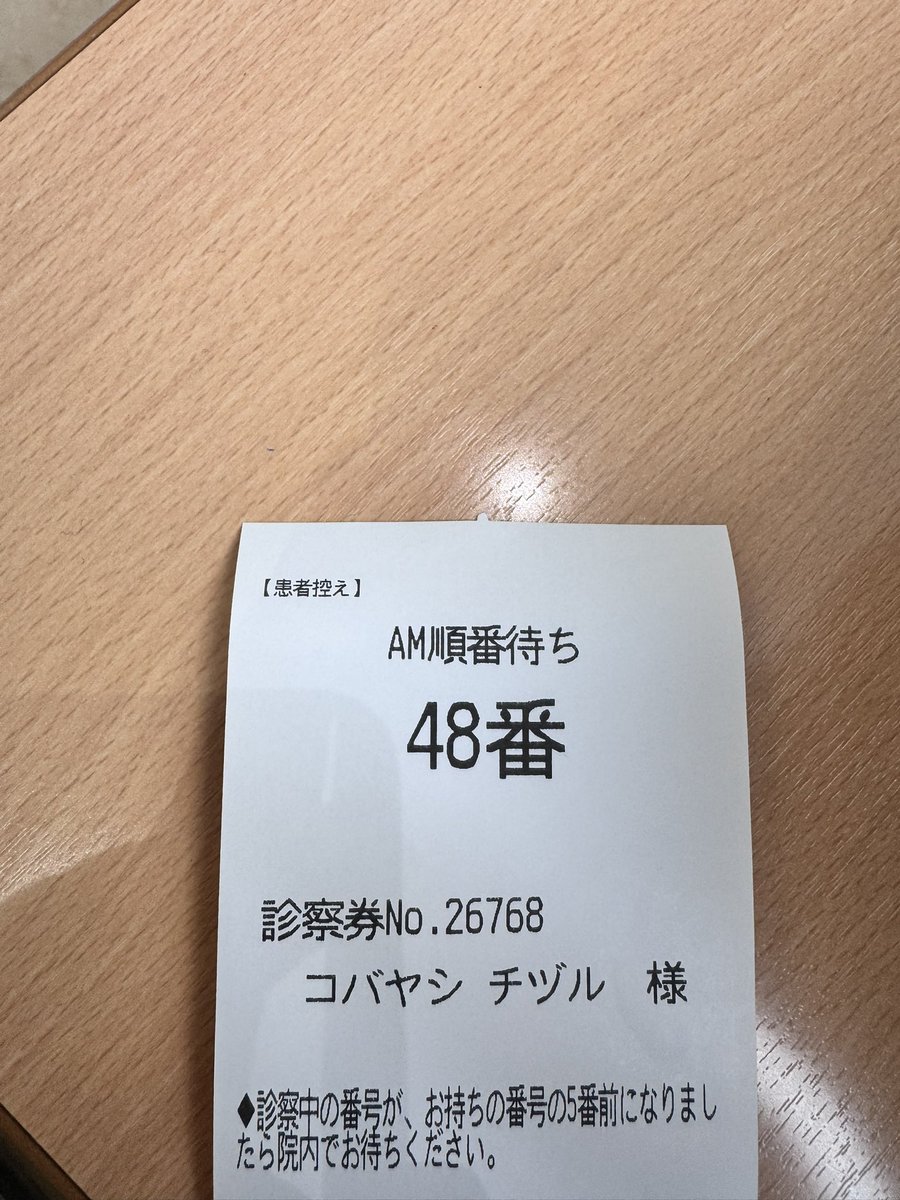 【患者控え】
AM順番待ち
48番
診察券No.26768
コバヤシ チヅル 様
◆診察中の番号が、お持ちの番号の5番前になりまし
たら院内でお待ちください。